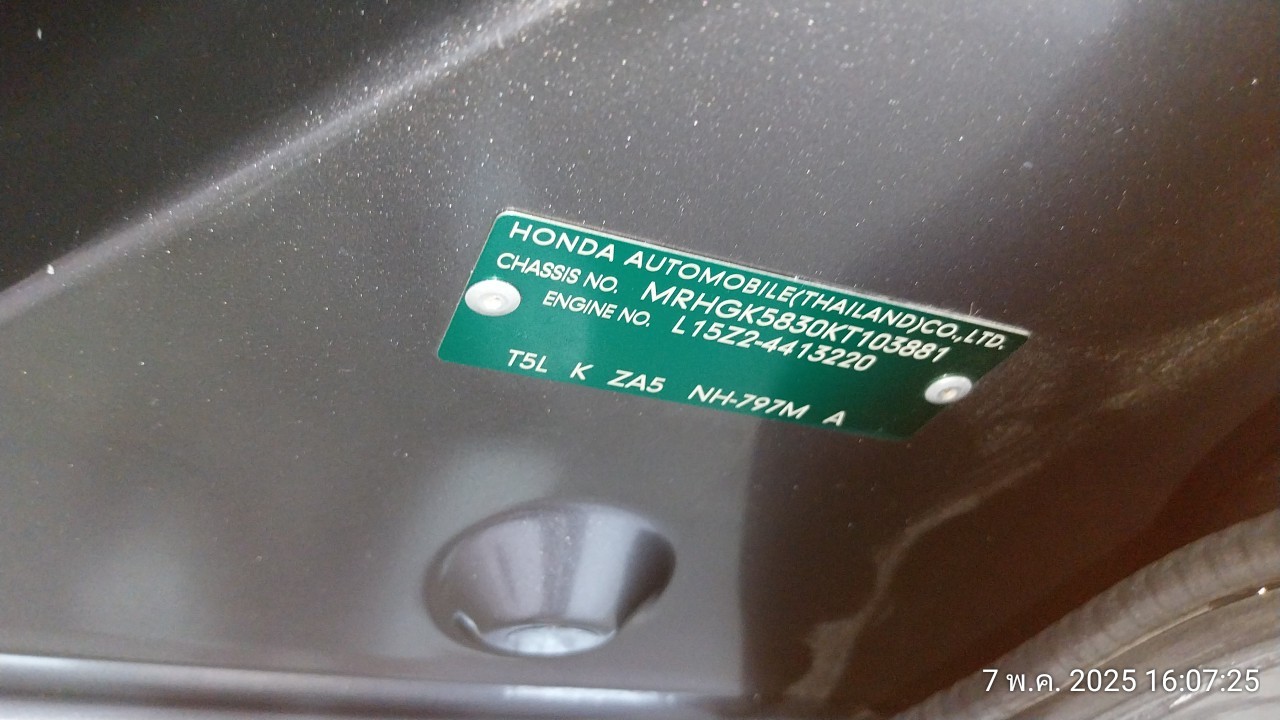 HONDA AUTOMOBILE(THAILAND)CO.,LTD.
CHASSIS NO. MRHGK5830KT103881
ENGINE NO. L15Z2-4413220
T5L K ZA5 NH-797M A
7 พ.ค. 2025 16:07:25